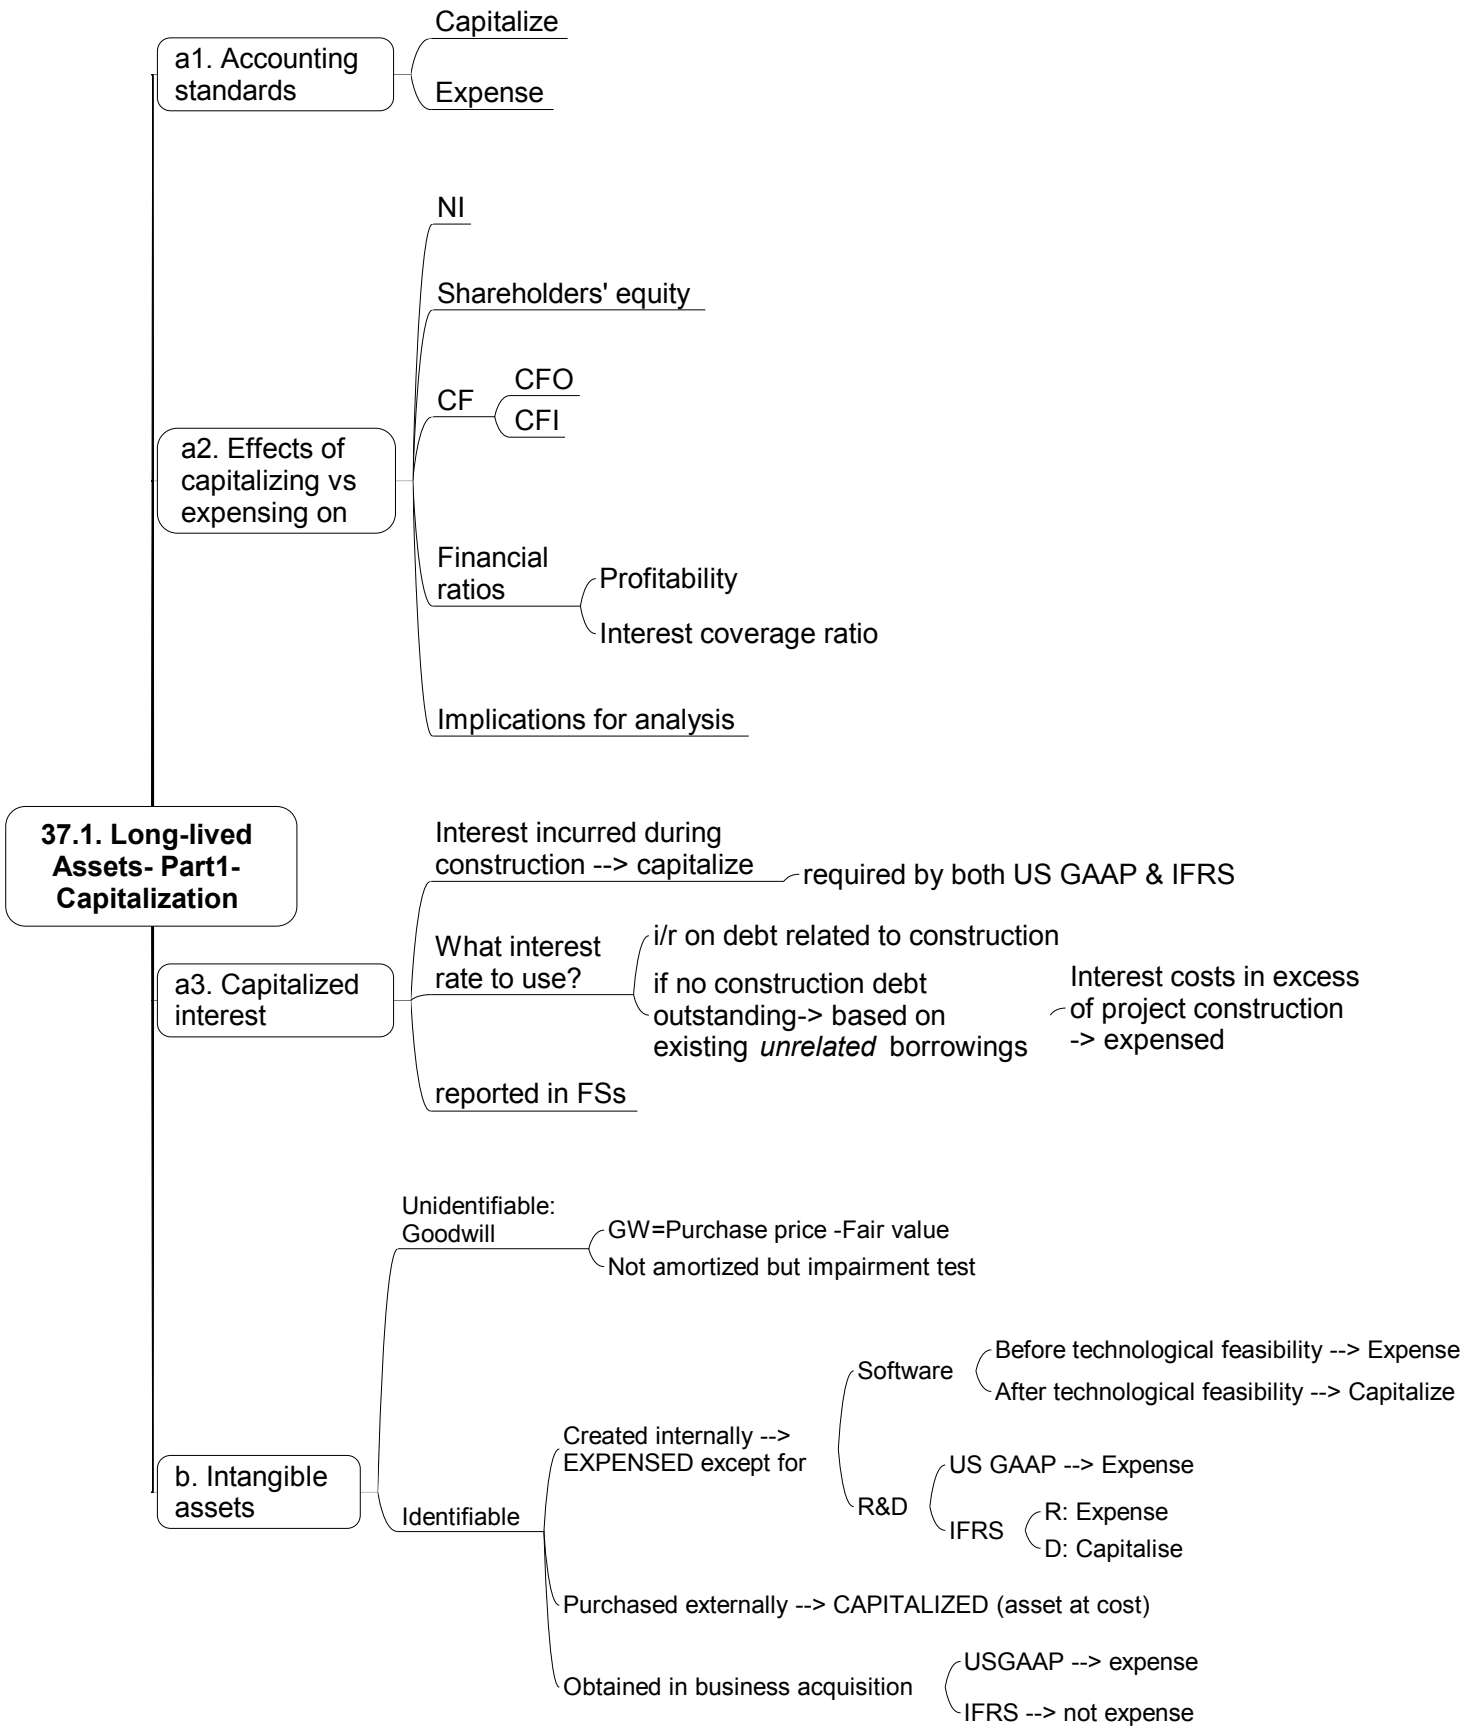 37.1. Long-lived
Assets- Part1-
Capitalization
a1. Accounting
standards
Capitalize
Expense
a2. Effects of
capitalizing vs
expensing on
NI
Shareholders' equity
CF
CFO
CFI
Financial
ratios
Profitability
Interest coverage ratio
Implications for analysis
a3. Capitalized
interest
Interest incurred during
construction --> capitalize
required by both US GAAP & IFRS
What interest
rate to use?
i/r on debt related to construction
if no construction debt
outstanding-> based on
existing unrelated borrowings
Interest costs in excess
of project construction
-> expensed
reported in FSs
b. Intangible
assets
Unidentifiable:
Goodwill
GW=Purchase price -Fair value
Not amortized but impairment test
Identifiable
Created internally -->
EXPENSED except for
Software
Before technological feasibility --> Expense
After technological feasibility --> Capitalize
R&D
US GAAP --> Expense
IFRS
R: Expense
D: Capitalise
Purchased externally --> CAPITALIZED (asset at cost)
Obtained in business acquisition
USGAAP --> expense
IFRS --> not expense